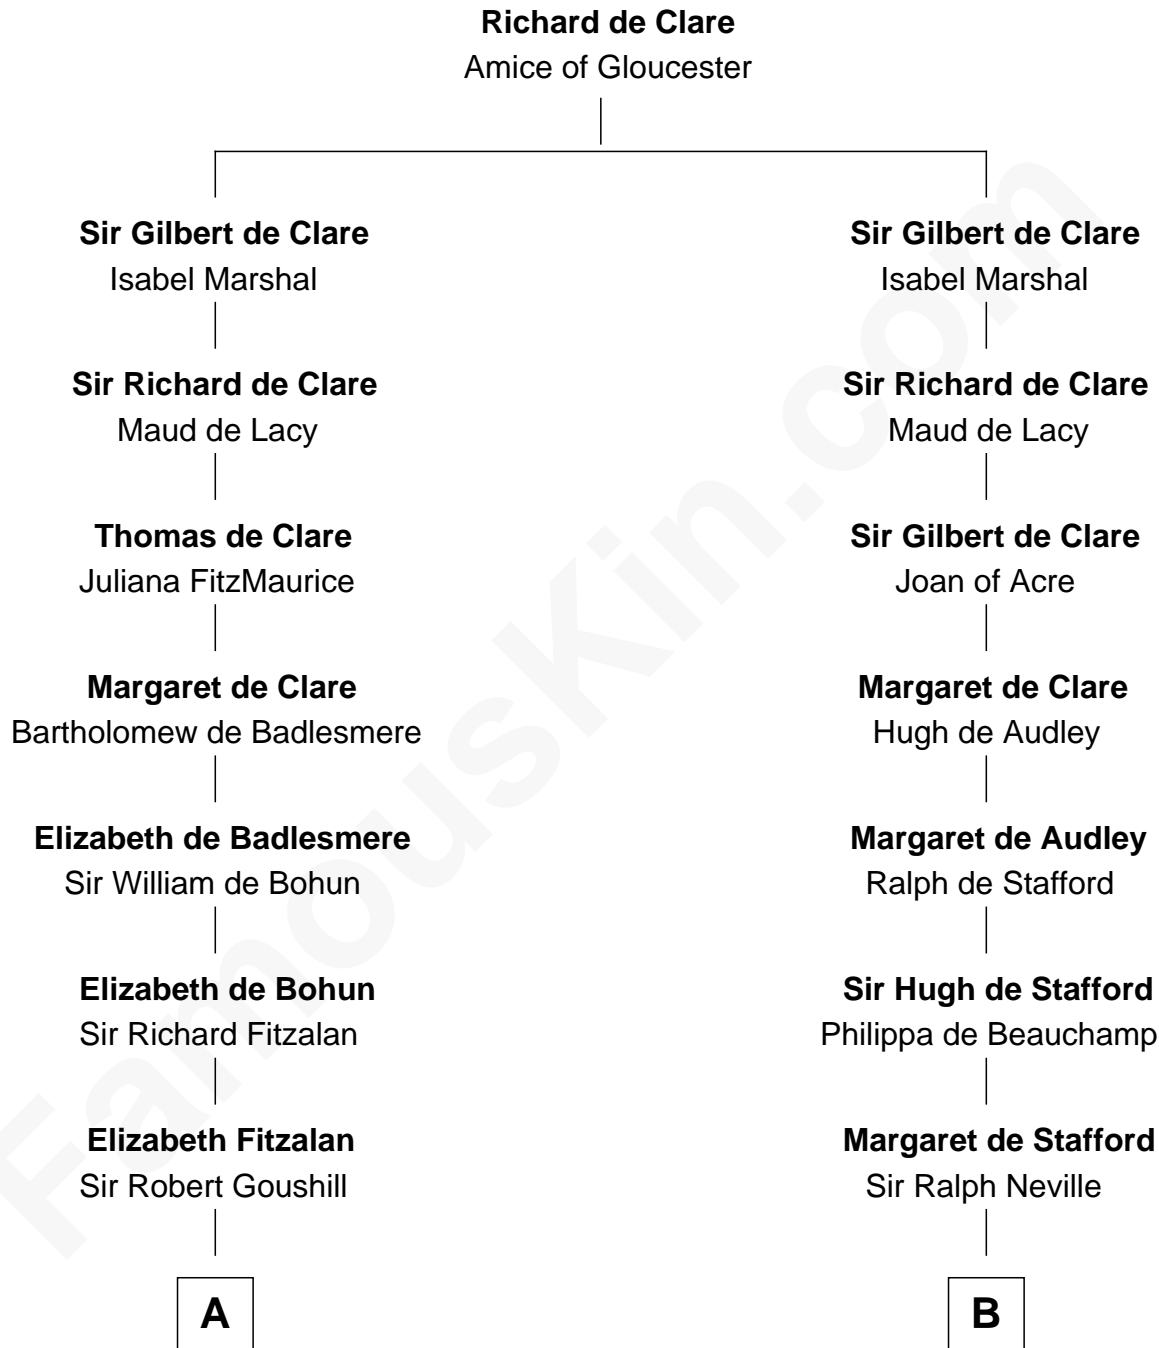 Richard de Clare
Amice of Gloucester
Sir Gilbert de Clare
Isabel Marshal
Sir Richard de Clare
Maud de Lacy
Thomas de Clare
Juliana FitzMaurice
Margaret de Clare
Bartholomew de Badlesmere
Elizabeth de Badlesmere
Sir William de Bohun
Elizabeth de Bohun
Sir Richard Fitzalan
Elizabeth Fitzalan
Sir Robert Goushill
A
Sir Gilbert de Clare
Isabel Marshal
Sir Richard de Clare
Maud de Lacy
Sir Gilbert de Clare
Joan of Acre
Margaret de Clare
Hugh de Audley
Margaret de Audley
Ralph de Stafford
Sir Hugh de Stafford
Philippa de Beauchamp
Margaret de Stafford
Sir Ralph Neville
B
FamousKin.com